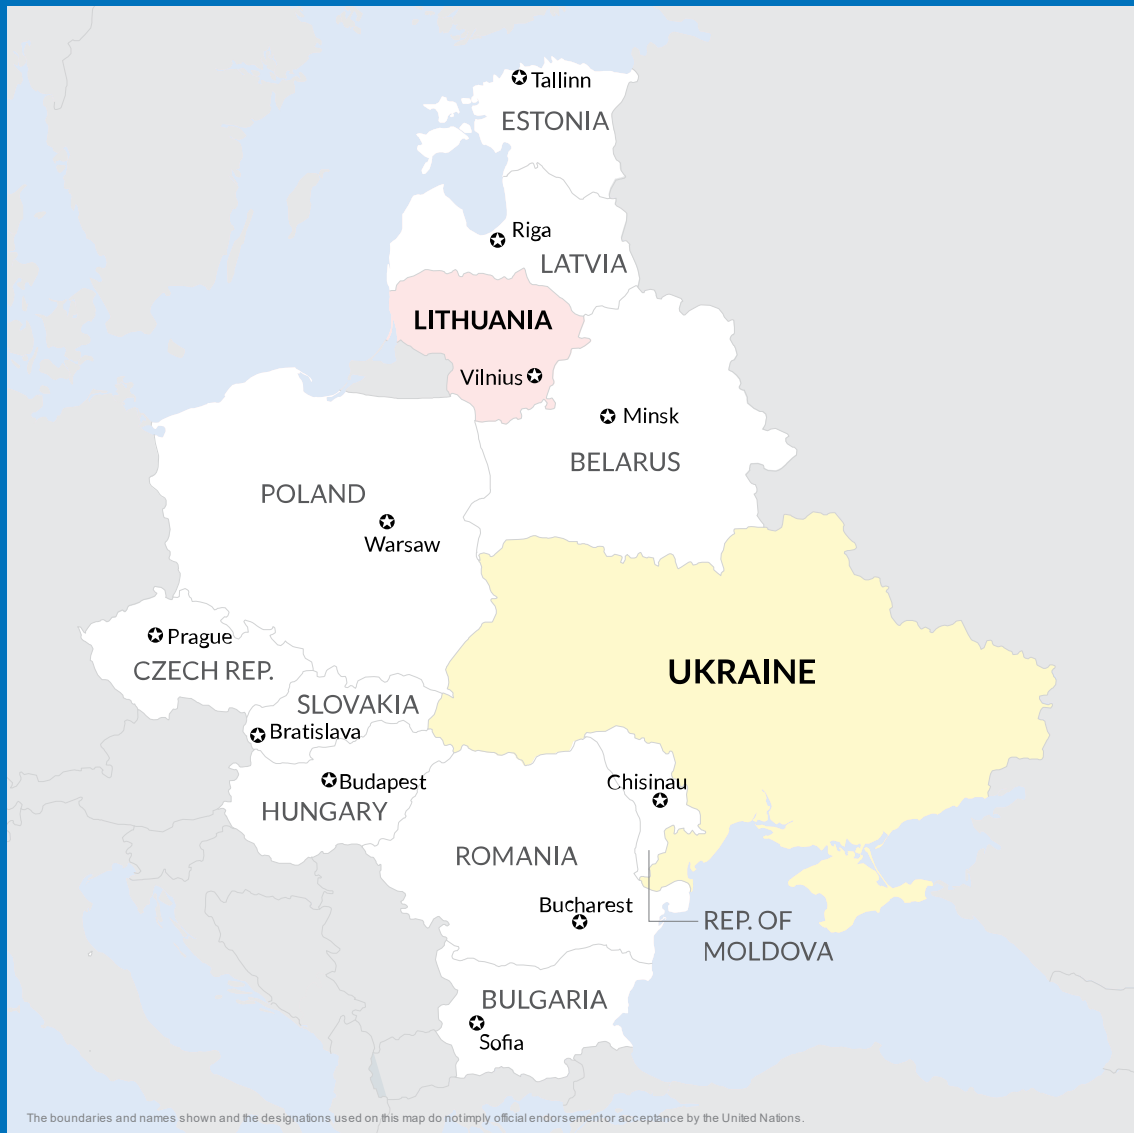 Tallinn
ESTONIA
Riga
LATVIA
LITHUANIA
Vilnius
Minsk
BELARUS
POLAND
Warsaw
Prague
CZECH REP.
UKRAINE
SLOVAKIA
Bratislava
Budapest
HUNGARY
Chisinau
ROMANIA
Bucharest
REP. OF
MOLDOVA
BULGARIA
Sofia
The boundaries and names shown and the designations used on this map do not imply official endorsement or acceptance by the United Nations.